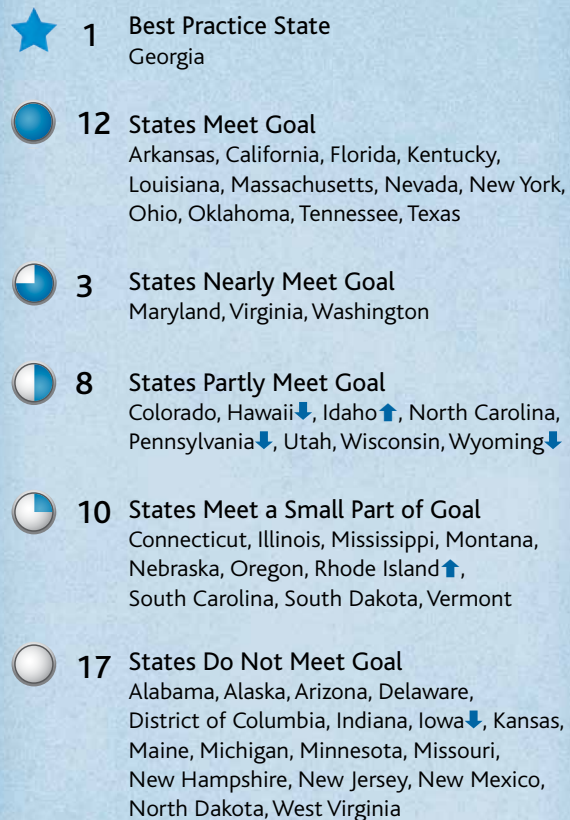 1 Best Practice State
Georgia
12 States Meet Goal
Arkansas, California, Florida, Kentucky,
Louisiana, Massachusetts, Nevada, New York,
Ohio, Oklahoma, Tennessee, Texas
3 States Nearly Meet Goal
Maryland, Virginia, Washington
8 States Partly Meet Goal
Colorado, Hawaii⬇, Idaho⬆, North Carolina,
Pennsylvania⬇, Utah, Wisconsin, Wyoming⬇
10 States Meet a Small Part of Goal
Connecticut, Illinois, Mississippi, Montana,
Nebraska, Oregon, Rhode Island⬆,
South Carolina, South Dakota, Vermont
17 States Do Not Meet Goal
Alabama, Alaska, Arizona, Delaware,
District of Columbia, Indiana, Iowa⬇, Kansas,
Maine, Michigan, Minnesota, Missouri,
New Hampshire, New Jersey, New Mexico,
North Dakota, West Virginia